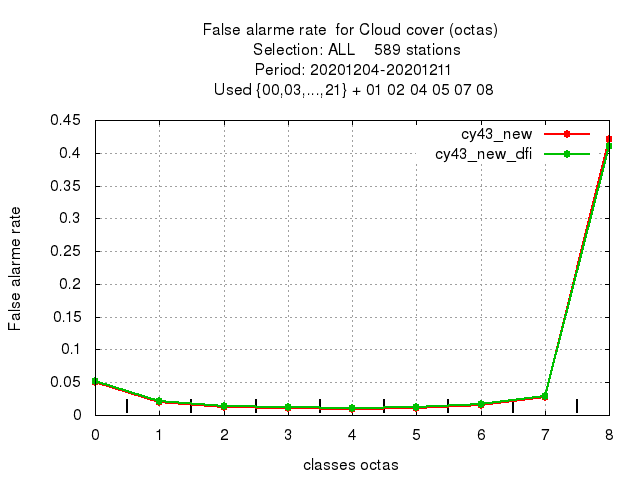 False alarme rate  for Cloud cover (octas)
Selection: ALL    589 stations
Period: 20201204-20201211
Used {00,03,...,21} + 01 02 04 05 07 08
cy43_new
cy43_new_dfi
False alarme rate
0.45
0.4
0.35
0.3
0.25
0.2
0.15
0.1
0.05
0
0 1 2 3 4 5 6 7 8
classes octas